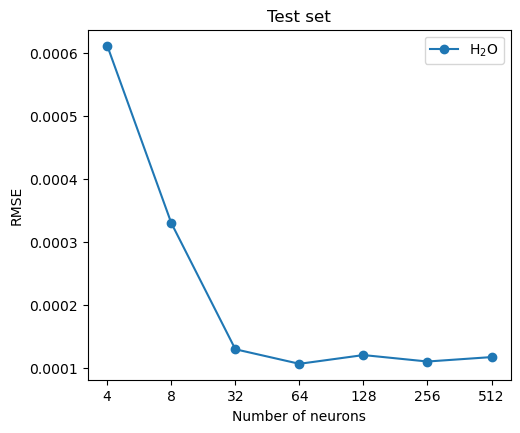 Test set
H₂O
RMSE
0.0006
0.0005
0.0004
0.0003
0.0002
0.0001
4 8 32 64 128 256 512
Number of neurons